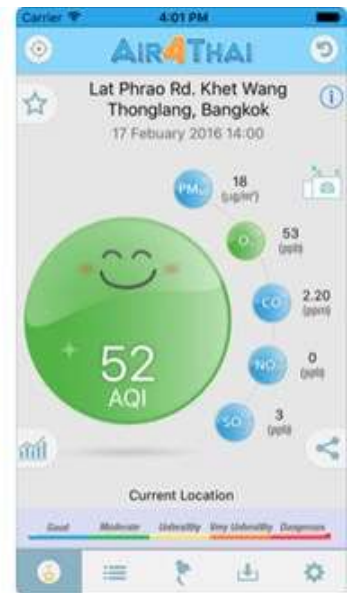 Carrier
4:01 PM
AIR4THAI
Lat Phrao Rd. Khet Wang
Thonglang, Bangkok
17 Febuary 2016 14:00
18
(µg/m³)
53
O₃
(ppb)
2.20
CO
(ppm)
0
NO₂
(ppb)
3
SO₂
(ppb)
52
AQI
Current Location
Good Moderate Unhealthy Very Unhealthy Dangerous